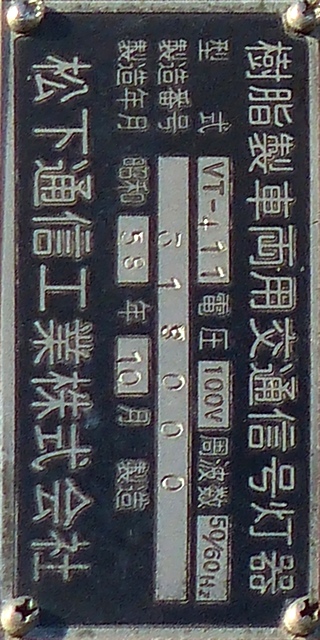 樹脂製車両用交通信号灯器
型式 VT-411 電圧 100V 周波数 50/60Hz
製造番号 518000
製造年月 昭和 58 年 10 月 製造
松下通信工業株式会社